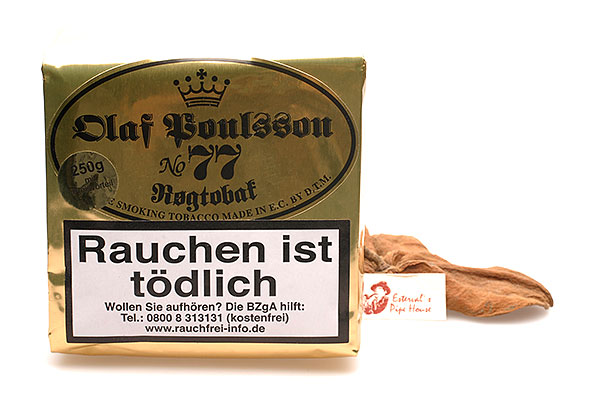 Olaf Poulsson
No 77
250g
Røgtobak
SMOKING TOBACCO MADE IN E.C. BY D.T.M.
Rauchen ist
tödlich
Wollen Sie aufhören? Die BZgA hilft:
Tel.: 0800 8 313131 (kostenfrei)
www.rauchfrei-info.de
Esterval's
Pipe House